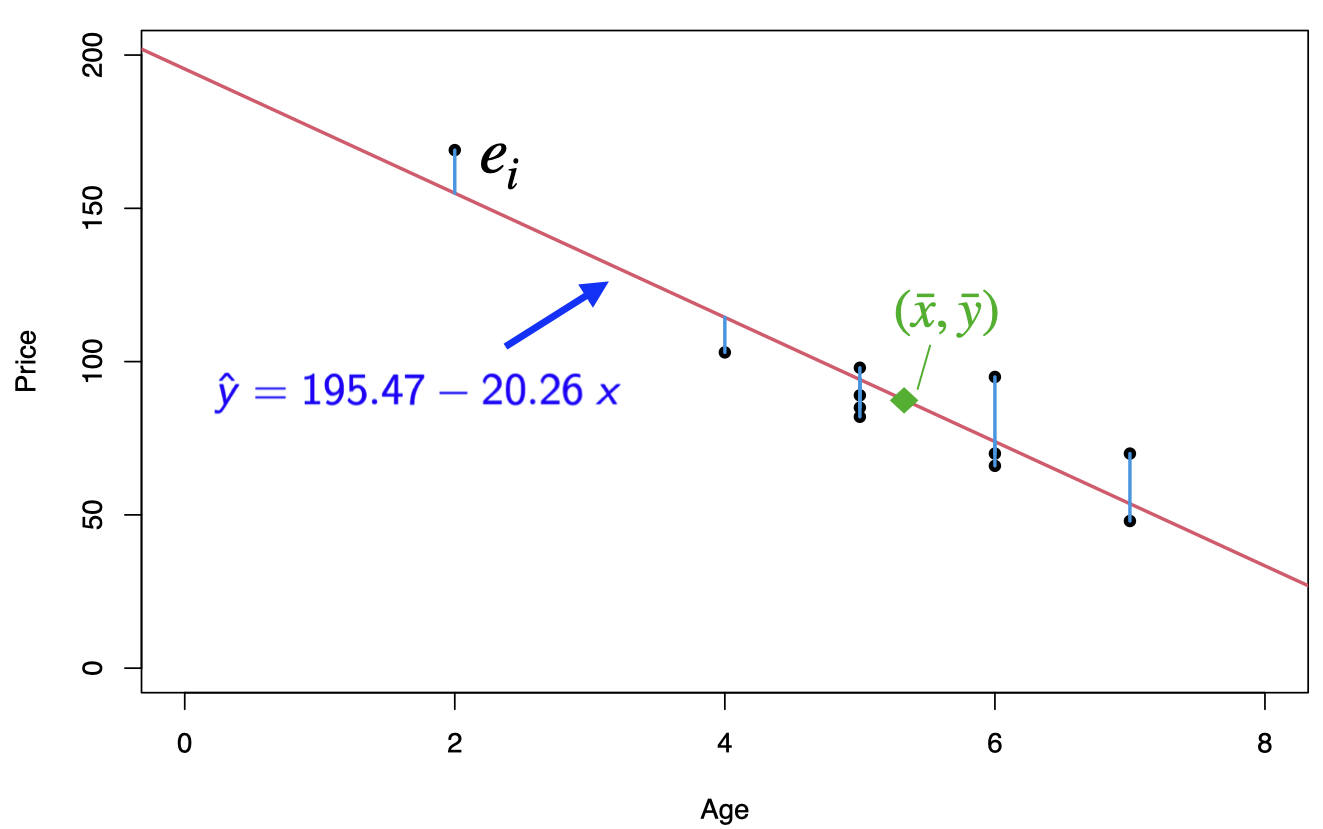 200
150
100
50
0
Price
e_i
(x̄, ȳ)
ŷ = 195.47 − 20.26 x
0 2 4 6 8
Age